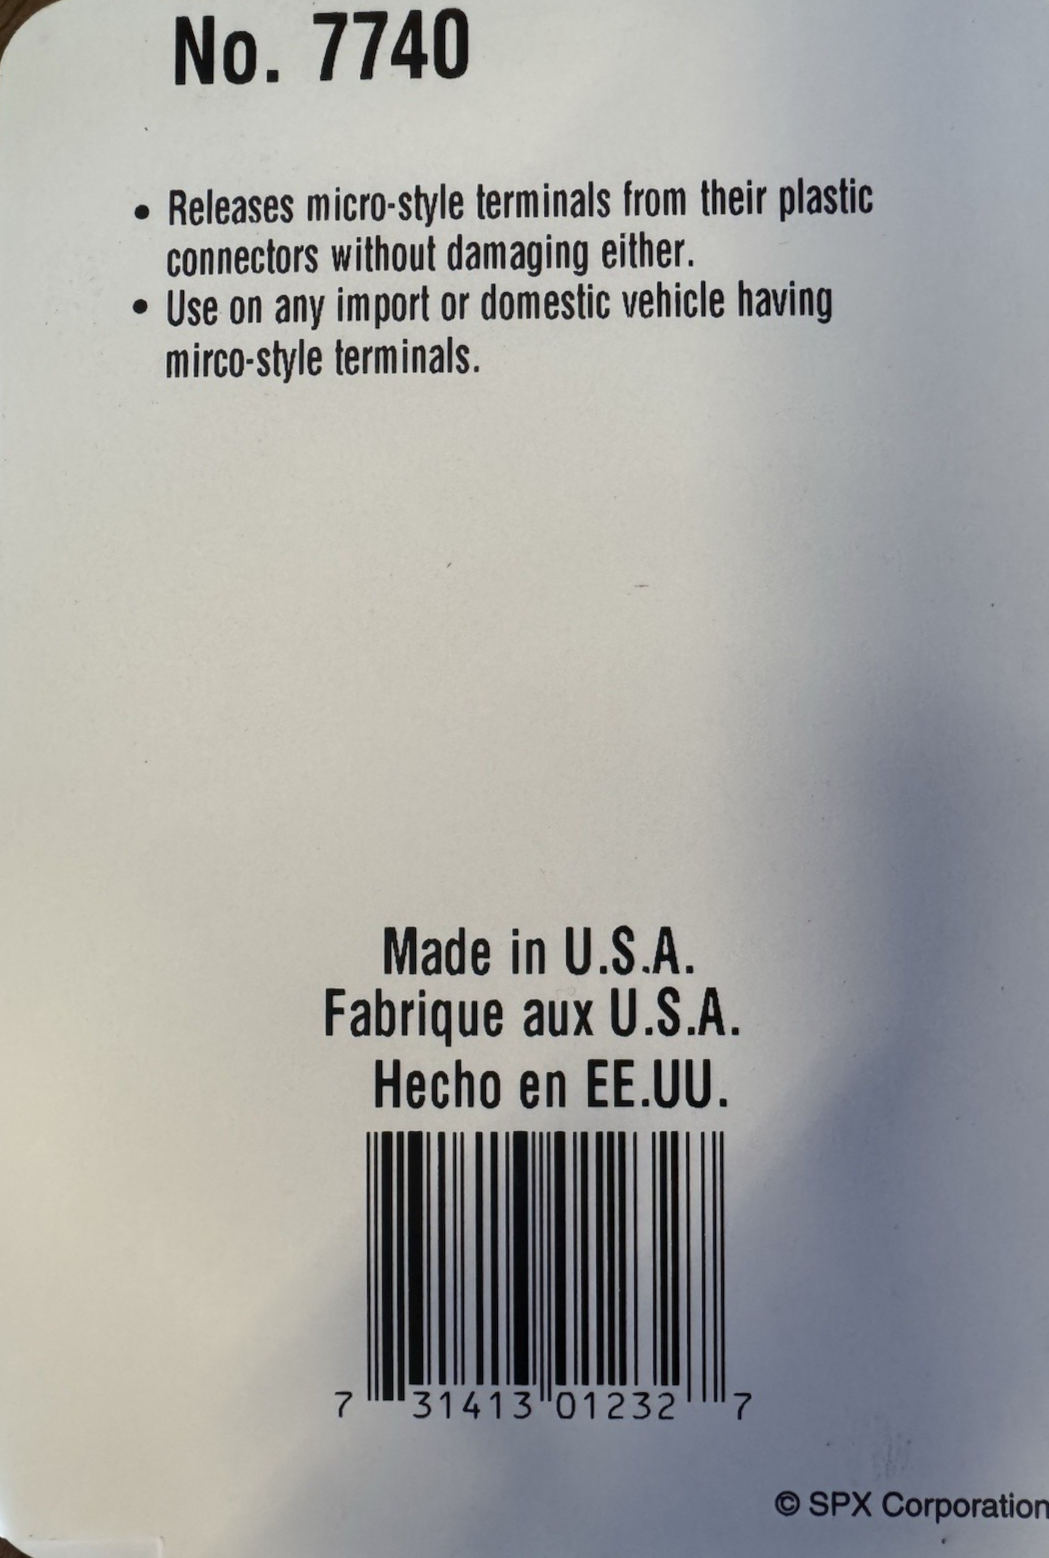 No. 7740
• Releases micro-style terminals from their plastic
connectors without damaging either.
• Use on any import or domestic vehicle having
mirco-style terminals.
Made in U.S.A.
Fabrique aux U.S.A.
Hecho en EE.UU.
7 31413 01232 7
© SPX Corporation